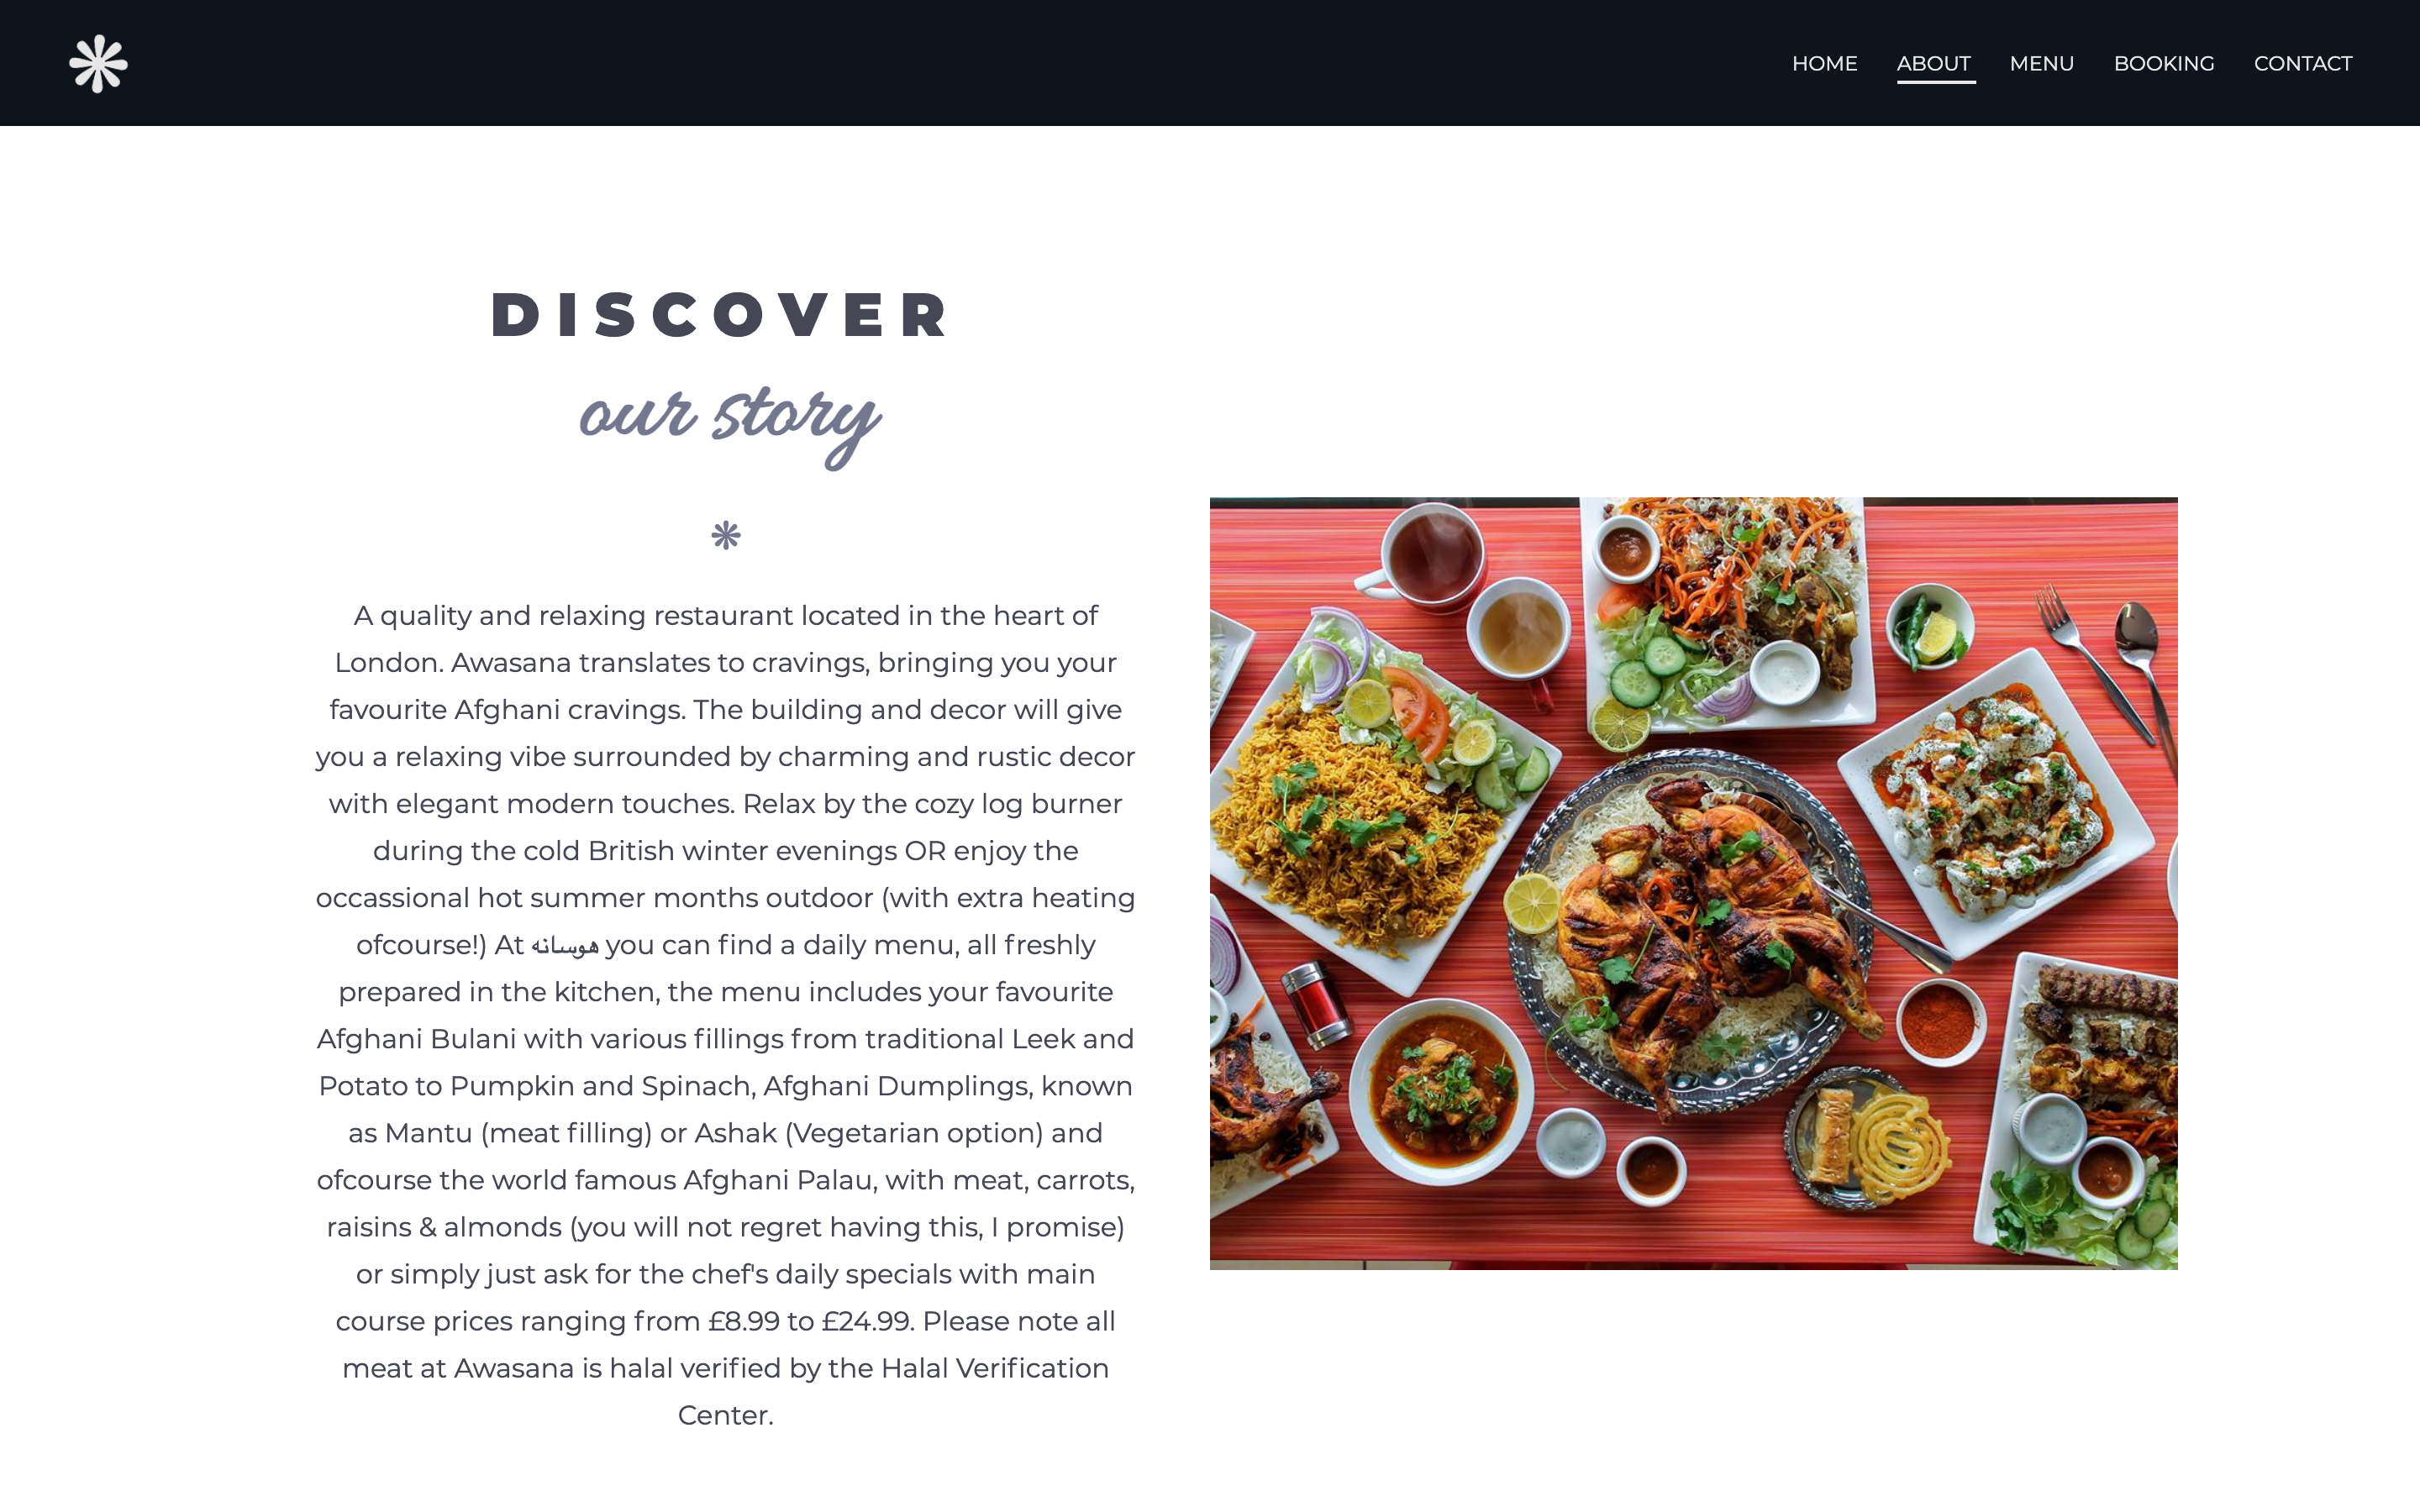 HOME
ABOUT
MENU
BOOKING
CONTACT
DISCOVER
our story
A quality and relaxing restaurant located in the heart of
London. Awasana translates to cravings, bringing you your
favourite Afghani cravings. The building and decor will give
you a relaxing vibe surrounded by charming and rustic decor
with elegant modern touches. Relax by the cozy log burner
during the cold British winter evenings OR enjoy the
occassional hot summer months outdoor (with extra heating
ofcourse!) At هوسانه you can find a daily menu, all freshly
prepared in the kitchen, the menu includes your favourite
Afghani Bulani with various fillings from traditional Leek and
Potato to Pumpkin and Spinach, Afghani Dumplings, known
as Mantu (meat filling) or Ashak (Vegetarian option) and
ofcourse the world famous Afghani Palau, with meat, carrots,
raisins & almonds (you will not regret having this, I promise)
or simply just ask for the chef's daily specials with main
course prices ranging from £8.99 to £24.99. Please note all
meat at Awasana is halal verified by the Halal Verification
Center.